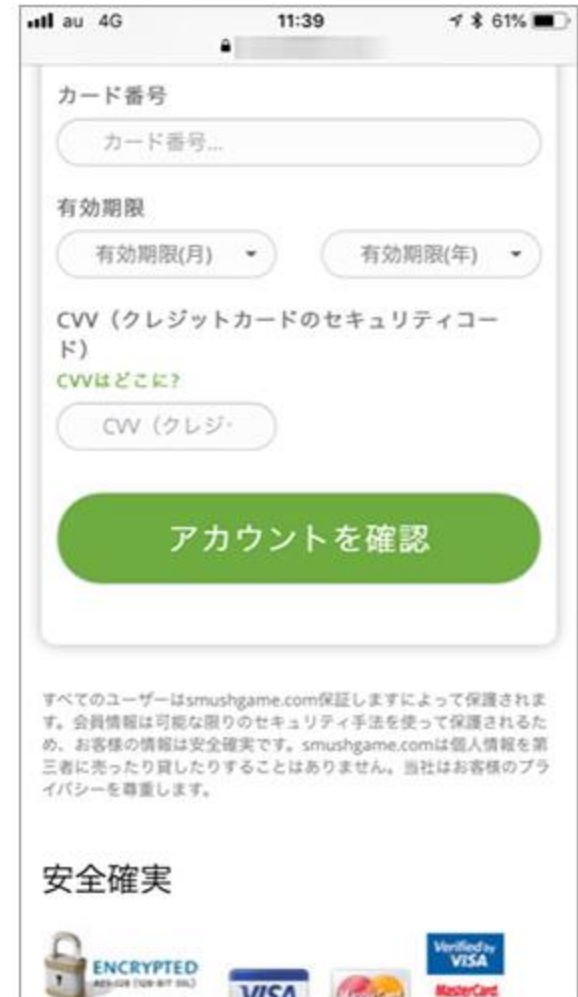 au 4G 11:39 61%
カード番号
カード番号...
有効期限
有効期限(月) 有効期限(年)
CVV（クレジットカードのセキュリティコー
ド）
CVVはどこに?
CVV（クレジ
アカウントを確認
すべてのユーザーはsmushgame.com保証しますによって保護されま
す。会員情報は可能な限りのセキュリティ手法を使って保護されるた
め、お客様の情報は安全確実です。smushgame.comは個人情報を第
三者に売ったり貸したりすることはありません。当社はお客様のプラ
イバシーを尊重します。
安全確実
Verified by
VISA
ENCRYPTED
AES-128 (128-BIT SSL)
VISA MasterCard MasterCard